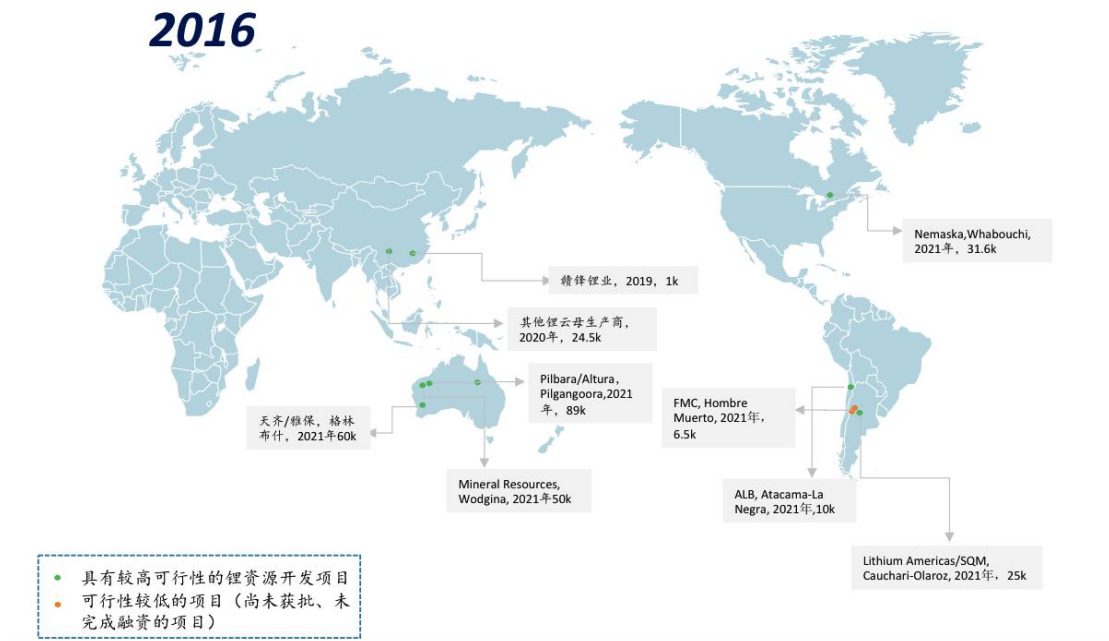 2016
Nemaska,Whabouchi,
2021年，31.6k
赣锋锂业，2019，1k
其他锂云母生产商，
2020年，24.5k
Pilbara/Altura，
Pilgangoora,2021
年，89k
天齐/雅保，格林
布什，2021年60k
FMC, Hombre
Muerto, 2021年，
6.5k
Mineral Resources,
Wodgina, 2021年50k
ALB, Atacama-La
Negra, 2021年,10k
Lithium Americas/SQM,
Cauchari-Olaroz, 2021年，25k
具有较高可行性的锂资源开发项目
可行性较低的项目（尚未获批、未
完成融资的项目）